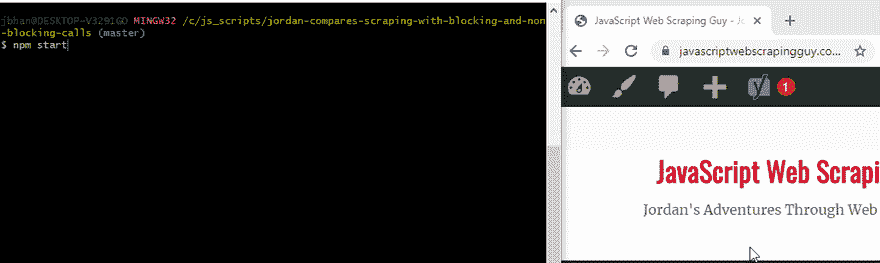 jbhan@DESKTOP-V3291GO MINGW32 /c/js_scripts/jordan-compares-scraping-with-blocking-and-non
-blocking-calls (master)
$ npm start
JavaScript Web Scraping Guy - Jo
javascriptwebscrapingguy.co...
1
JavaScript Web Scrapi
Jordan's Adventures Through Web